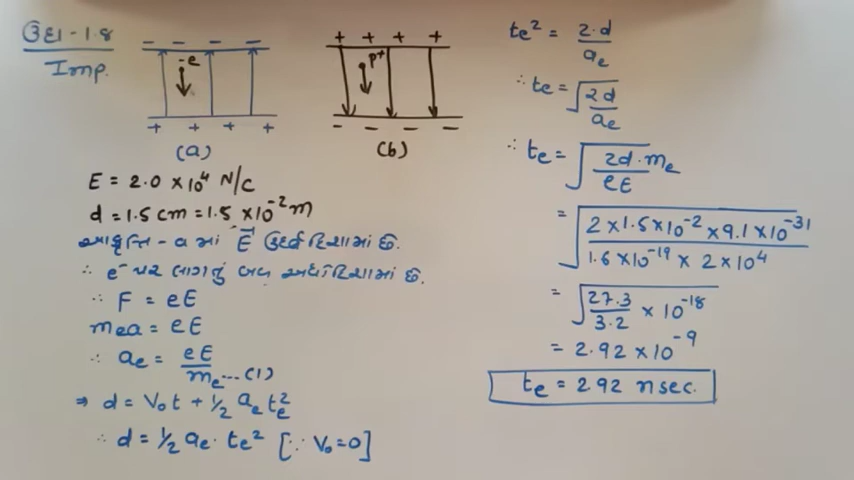 ઉદા-1.8
Imp.
- - - -
-e
+ + + +
(a)
+ + + +
p+
- - - -
(b)
E = 2.0 × 10⁴ N/C
d = 1.5 cm = 1.5 × 10⁻² m
આકૃતિ - a માં E⃗ ઉર્ધ્વદિશામાં છે.
∴ e⁻ પર લાગતું બળ અધોદિશામાં છે.
∴ F = eE
mₑa = eE
∴ aₑ = eE/mₑ ...(1)
⇒ d = V₀t + 1/2 aₑtₑ²
∴ d = 1/2 aₑ · tₑ² [∵ V₀ = 0]
tₑ² = 2·d/aₑ
∴ tₑ = √(2d/aₑ)
∴ tₑ = √(2d·mₑ/eE)
= √(2 × 1.5 × 10⁻² × 9.1 × 10⁻³¹/1.6 × 10⁻¹⁹ × 2 × 10⁴)
= √(27.3/3.2 × 10⁻¹⁸)
= 2.92 × 10⁻⁹
tₑ = 2.92 nsec.